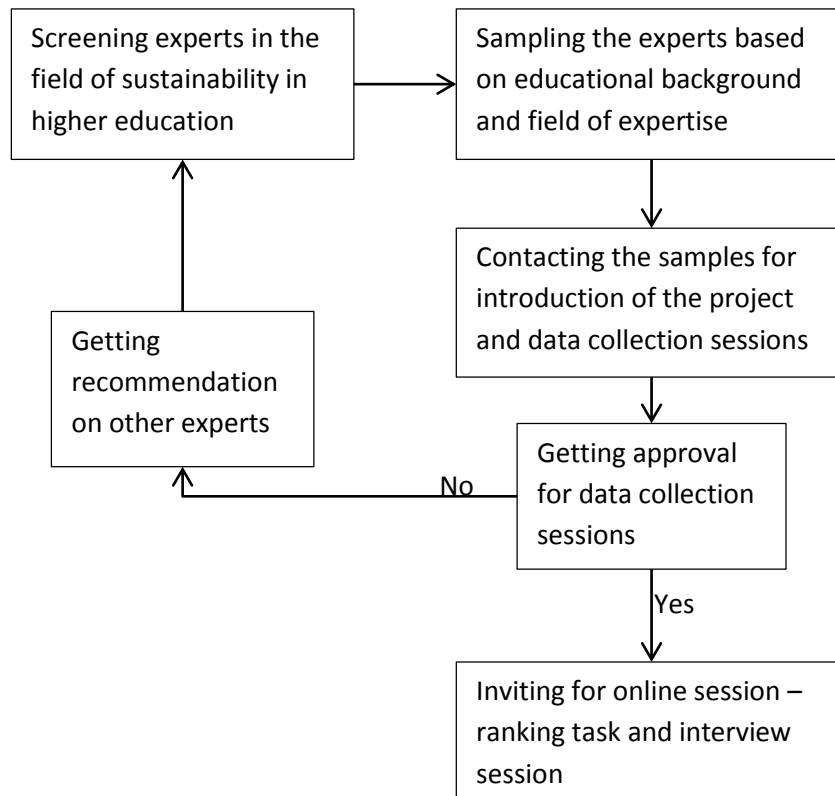 Screening experts in the
field of sustainability in
higher education
Sampling the experts based
on educational background
and field of expertise
Contacting the samples for
introduction of the project
and data collection sessions
Getting
recommendation
on other experts
Getting approval
for data collection
sessions
No
Yes
Inviting for online session –
ranking task and interview
session